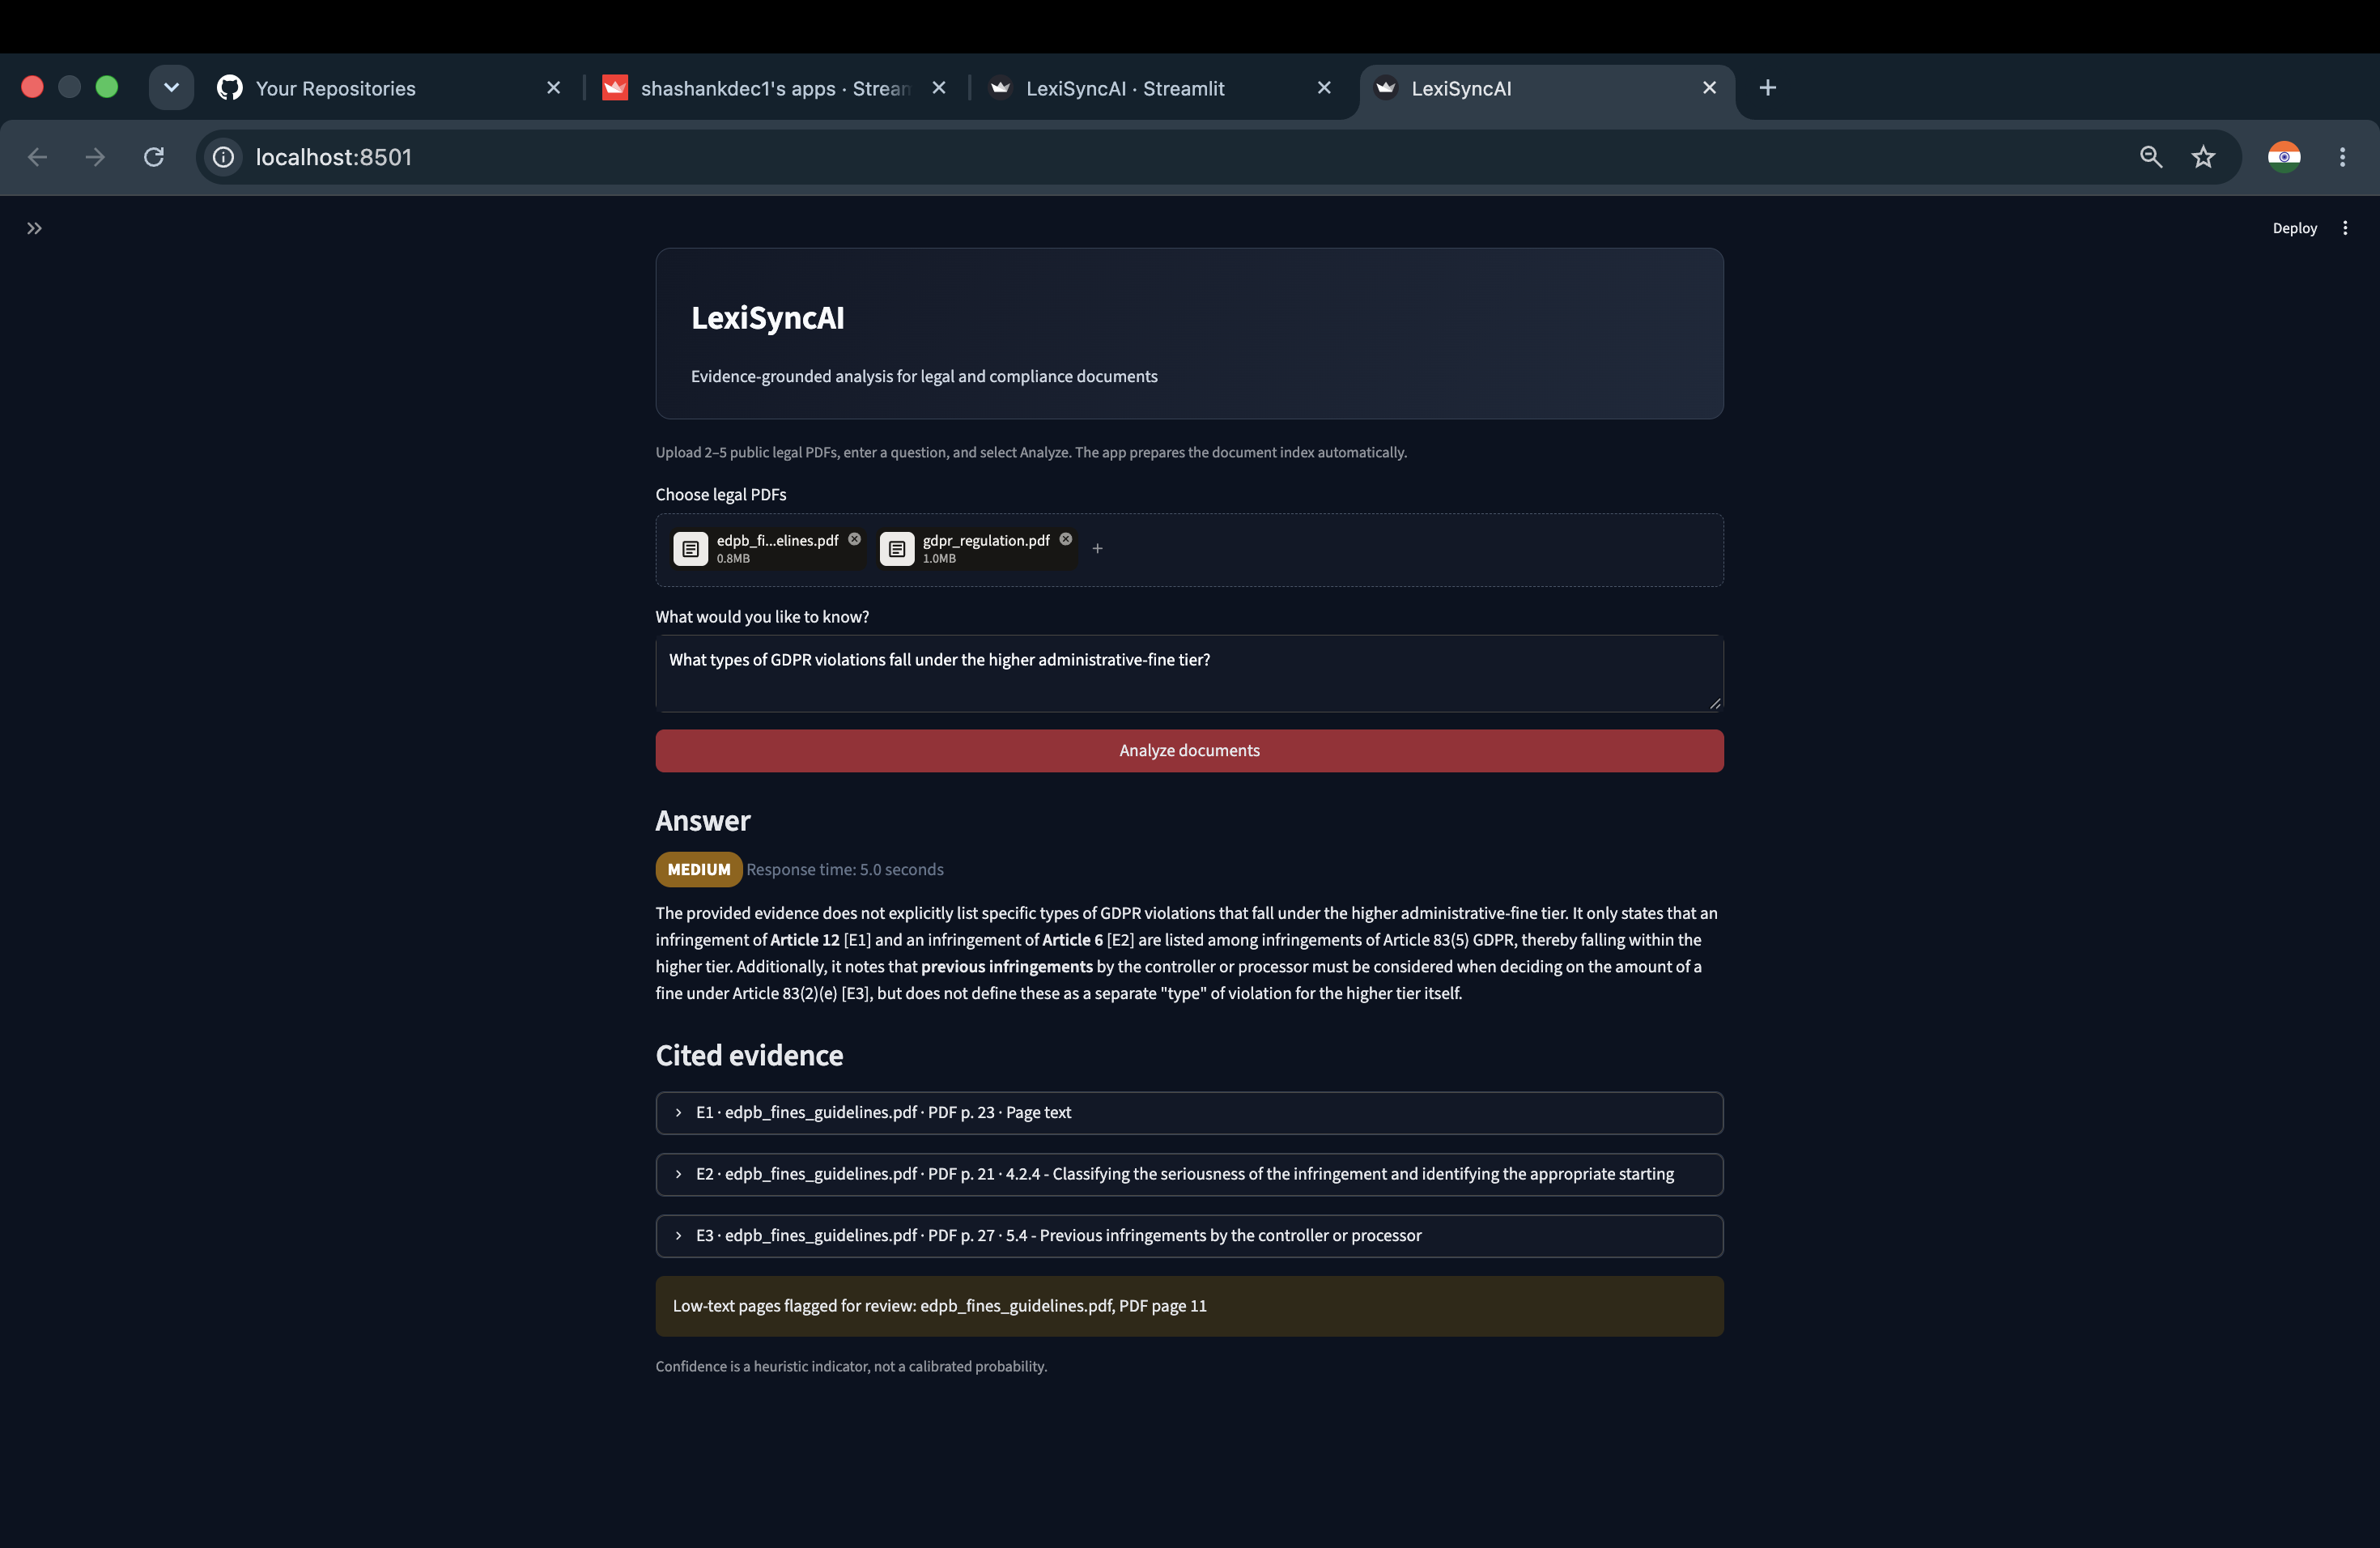 Your Repositories
shashankdec1's apps · Stream
LexiSyncAI · Streamlit
LexiSyncAI
localhost:8501
Deploy
LexiSyncAI
Evidence-grounded analysis for legal and compliance documents
Upload 2–5 public legal PDFs, enter a question, and select Analyze. The app prepares the document index automatically.
Choose legal PDFs
edpb_fi...elines.pdf
0.8MB
gdpr_regulation.pdf
1.0MB
What would you like to know?
What types of GDPR violations fall under the higher administrative-fine tier?
Analyze documents
Answer
MEDIUM Response time: 5.0 seconds
The provided evidence does not explicitly list specific types of GDPR violations that fall under the higher administrative-fine tier. It only states that an
infringement of Article 12 [E1] and an infringement of Article 6 [E2] are listed among infringements of Article 83(5) GDPR, thereby falling within the
higher tier. Additionally, it notes that previous infringements by the controller or processor must be considered when deciding on the amount of a
fine under Article 83(2)(e) [E3], but does not define these as a separate "type" of violation for the higher tier itself.
Cited evidence
E1 · edpb_fines_guidelines.pdf · PDF p. 23 · Page text
E2 · edpb_fines_guidelines.pdf · PDF p. 21 · 4.2.4 - Classifying the seriousness of the infringement and identifying the appropriate starting
E3 · edpb_fines_guidelines.pdf · PDF p. 27 · 5.4 - Previous infringements by the controller or processor
Low-text pages flagged for review: edpb_fines_guidelines.pdf, PDF page 11
Confidence is a heuristic indicator, not a calibrated probability.